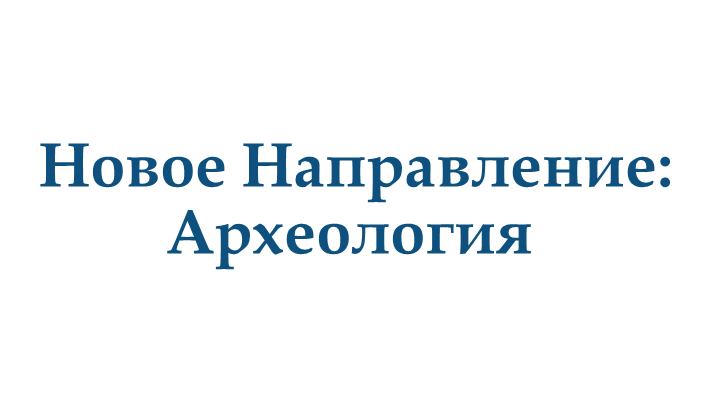 Новое Направление:
Археология